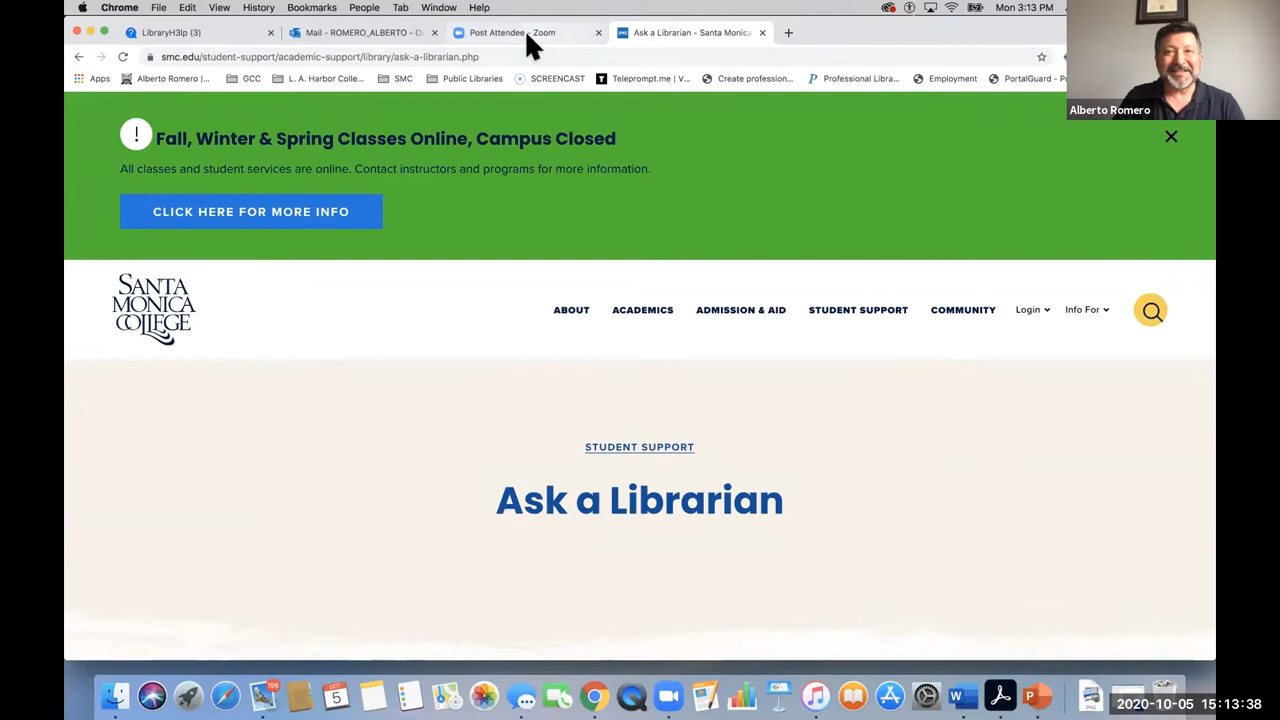 Chrome File Edit View History Bookmarks People Tab Window Help Mon 3:13 PM
LibraryH3lp (3) Mail - ROMERO_ALBERTO - O Post Attendee - Zoom Ask a Librarian - Santa Monica
smc.edu/student-support/academic-support/library/ask-a-librarian.php
Apps Alberto Romero |... GCC L. A. Harbor Colle... SMC Public Libraries SCREENCAST Teleprompt.me | V... Create profession... Professional Libra... Employment PortalGuard - Po
Alberto Romero
! Fall, Winter & Spring Classes Online, Campus Closed
All classes and student services are online. Contact instructors and programs for more information.
CLICK HERE FOR MORE INFO
SANTA
MONICA
COLLEGE
ABOUT ACADEMICS ADMISSION & AID STUDENT SUPPORT COMMUNITY Login Info For
STUDENT SUPPORT
Ask a Librarian
196 OCT 5
2020-10-05 15:13:38